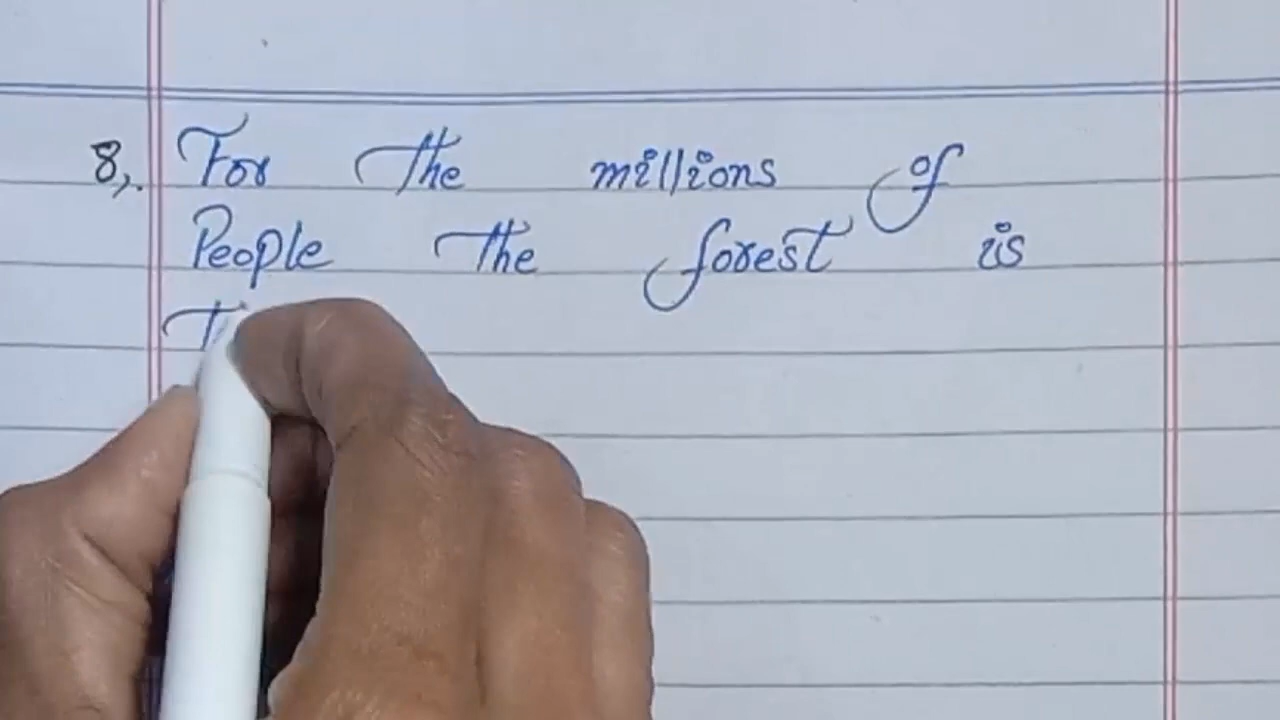 8,. For the millions of
People the forest is